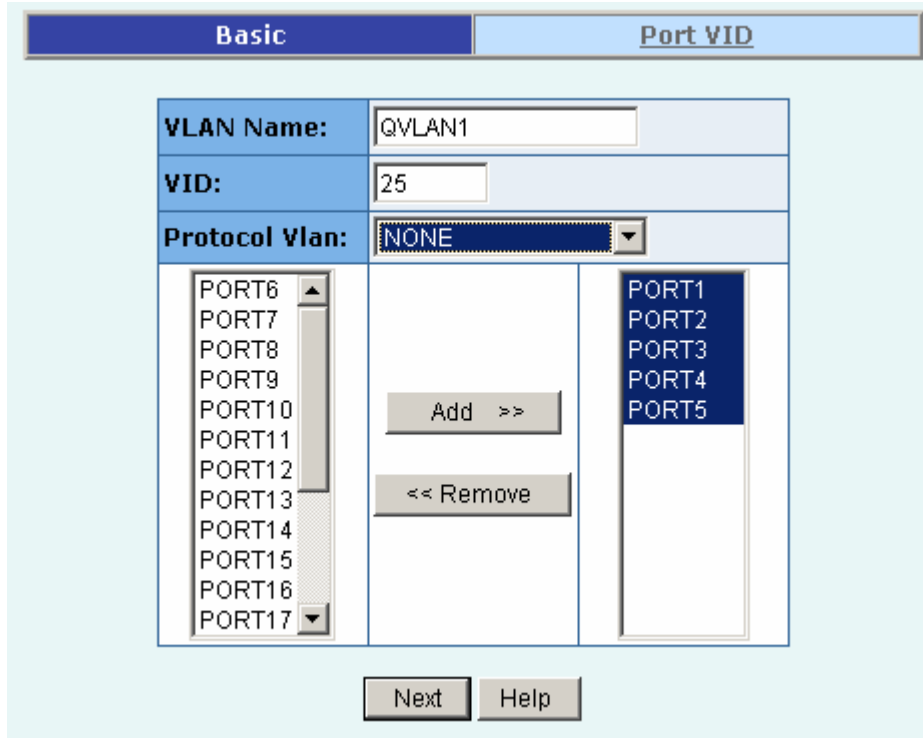 Basic Port VID
VLAN Name: QVLAN1
VID: 25
Protocol Vlan: NONE
PORT6
PORT7
PORT8
PORT9
PORT10
PORT11
PORT12
PORT13
PORT14
PORT15
PORT16
PORT17
Add >>
<< Remove
PORT1
PORT2
PORT3
PORT4
PORT5
Next Help